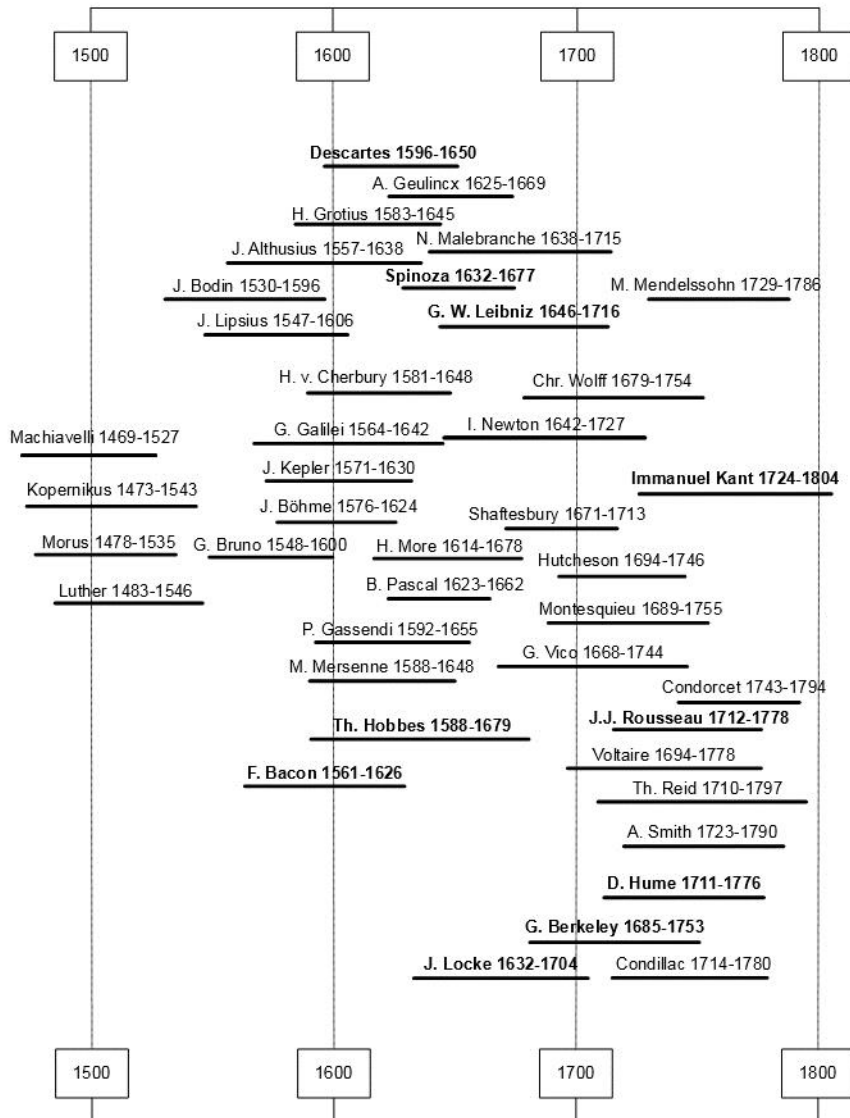 1500
1600
1700
1800
Descartes 1596-1650
A. Geulincx 1625-1669
H. Grotius 1583-1645
N. Malebranche 1638-1715
J. Althusius 1557-1638
Spinoza 1632-1677
M. Mendelssohn 1729-1786
J. Bodin 1530-1596
G. W. Leibniz 1646-1716
J. Lipsius 1547-1606
H. v. Cherbury 1581-1648
Chr. Wolff 1679-1754
I. Newton 1642-1727
G. Galilei 1564-1642
Machiavelli 1469-1527
J. Kepler 1571-1630
Immanuel Kant 1724-1804
Kopernikus 1473-1543
J. Böhme 1576-1624
Shaftesbury 1671-1713
Morus 1478-1535
G. Bruno 1548-1600
H. More 1614-1678
Hutcheson 1694-1746
B. Pascal 1623-1662
Luther 1483-1546
Montesquieu 1689-1755
P. Gassendi 1592-1655
G. Vico 1668-1744
M. Mersenne 1588-1648
Condorcet 1743-1794
J.J. Rousseau 1712-1778
Th. Hobbes 1588-1679
Voltaire 1694-1778
F. Bacon 1561-1626
Th. Reid 1710-1797
A. Smith 1723-1790
D. Hume 1711-1776
G. Berkeley 1685-1753
J. Locke 1632-1704
Condillac 1714-1780
1500
1600
1700
1800